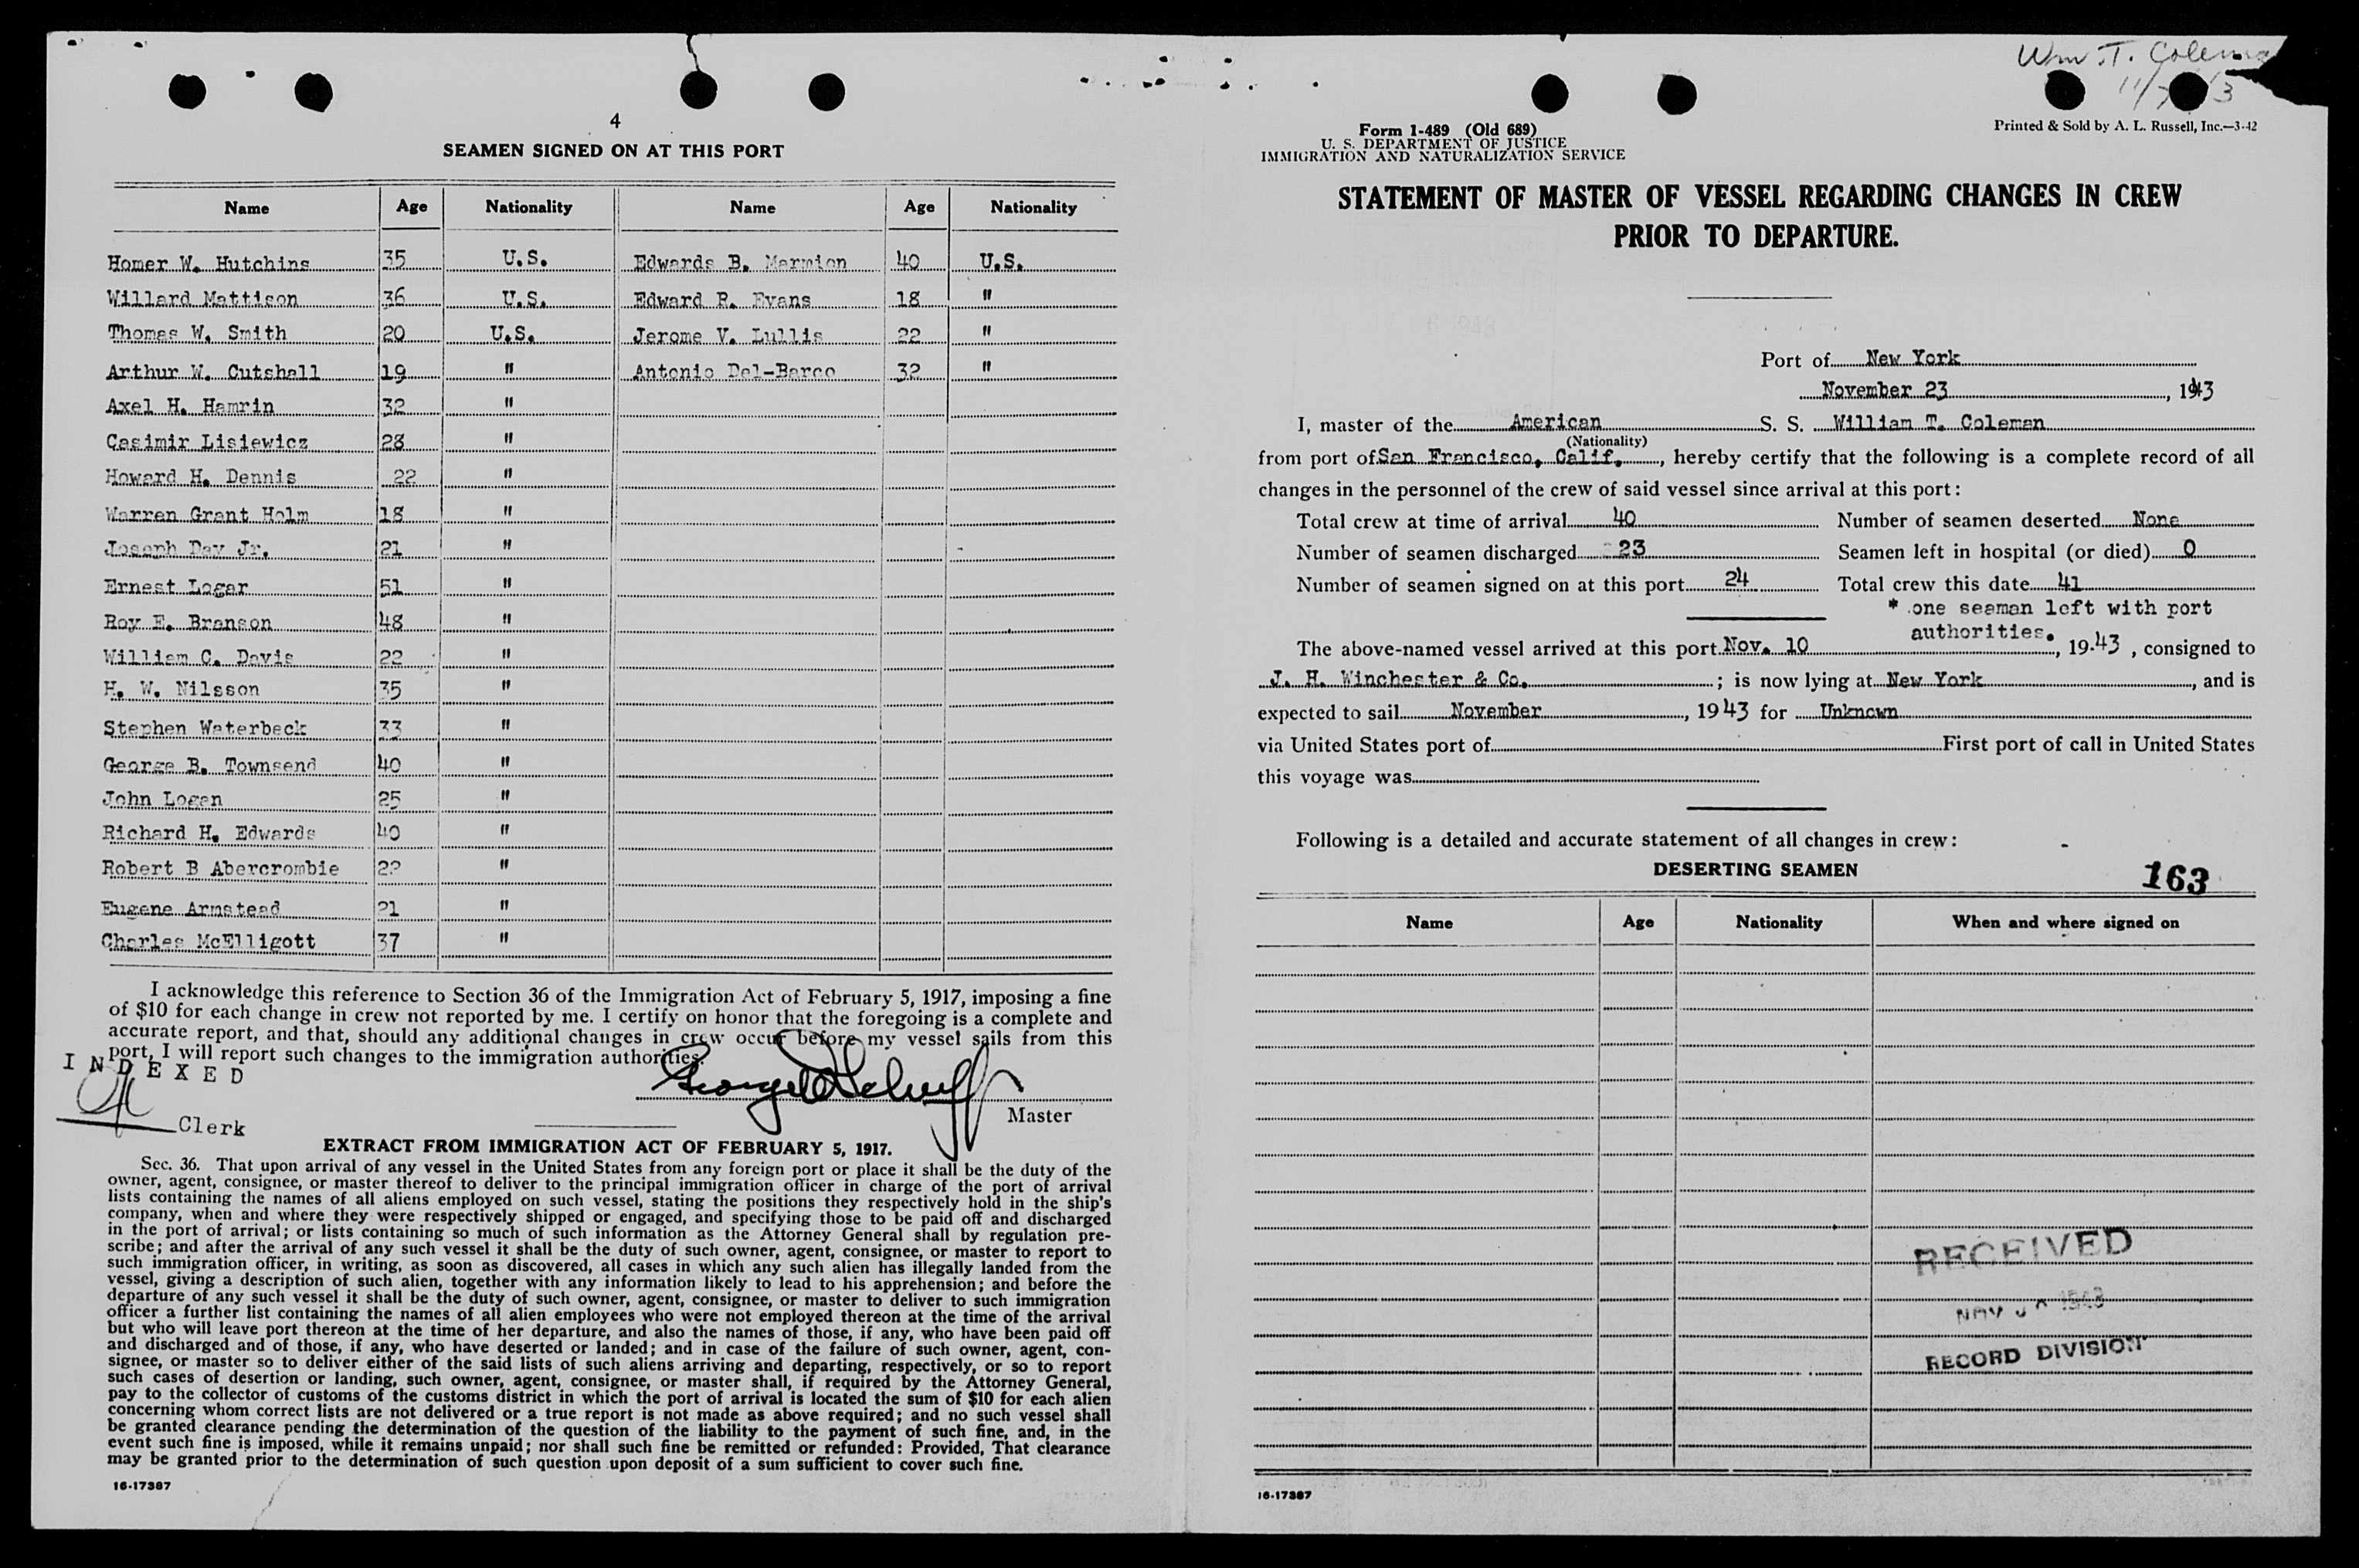 4
SEAMEN SIGNED ON AT THIS PORT
Name Age Nationality Name Age Nationality
Homer W. Hutchins 35 U.S. Edwards B. Marmion 40 U.S.
Willard Mattison 36 U.S. Edward R. Evans 18 "
Thomas W. Smith 20 U.S. Jerome V. Lullis 22 "
Arthur W. Cutshall 19 " Antonio Del-Barco 32 "
Axel H. Hamrin 32 "
Casimir Lisiewicz 28 "
Howard H. Dennis 22 "
Warren Grant Holm 18 "
Joseph Day Jr. 21 "
Ernest Logar 51 "
Roy E. Branson 48 "
William C. Davis 22 "
H. W. Nilsson 35 "
Stephen Waterbeck 33 "
George B. Townsend 40 "
John Logan 25 "
Richard H. Edwards 40 "
Robert B Abercrombie 22 "
Eugene Armstead 21 "
Charles McElligott 37 "
I acknowledge this reference to Section 36 of the Immigration Act of February 5, 1917, imposing a fine
of $10 for each change in crew not reported by me. I certify on honor that the foregoing is a complete and
accurate report, and that, should any additional changes in crew occur before my vessel sails from this
port, I will report such changes to the immigration authorities.
INDEXED
Clerk
Master
EXTRACT FROM IMMIGRATION ACT OF FEBRUARY 5, 1917.
Sec. 36. That upon arrival of any vessel in the United States from any foreign port or place it shall be the duty of the
owner, agent, consignee, or master thereof to deliver to the principal immigration officer in charge of the port of arrival
lists containing the names of all aliens employed on such vessel, stating the positions they respectively hold in the ship's
company, when and where they were respectively shipped or engaged, and specifying those to be paid off and discharged
in the port of arrival; or lists containing so much of such information as the Attorney General shall by regulation pre-
scribe; and after the arrival of any such vessel it shall be the duty of such owner, agent, consignee, or master to report to
such immigration officer, in writing, as soon as discovered, all cases in which any such alien has illegally landed from the
vessel, giving a description of such alien, together with any information likely to lead to his apprehension; and before the
departure of any such vessel it shall be the duty of such owner, agent, consignee, or master to deliver to such immigration
officer a further list containing the names of all alien employees who were not employed thereon at the time of the arrival
but who will leave port thereon at the time of her departure, and also the names of those, if any, who have been paid off
and discharged and of those, if any, who have deserted or landed; and in case of the failure of such owner, agent, con-
signee, or master so to deliver either of the said lists of such aliens arriving and departing, respectively, or so to report
such cases of desertion or landing, such owner, agent, consignee, or master shall, if required by the Attorney General,
pay to the collector of customs of the customs district in which the port of arrival is located the sum of $10 for each alien
concerning whom correct lists are not delivered or a true report is not made as above required; and no such vessel shall
be granted clearance pending the determination of the question of the liability to the payment of such fine, and, in the
event such fine is imposed, while it remains unpaid; nor shall such fine be remitted or refunded: Provided, That clearance
may be granted prior to the determination of such question upon deposit of a sum sufficient to cover such fine.
16-17387
Wm T. Colema
Form 1-489 (Old 689)
U. S. DEPARTMENT OF JUSTICE
IMMIGRATION AND NATURALIZATION SERVICE
Printed & Sold by A. L. Russell, Inc.—3-42
STATEMENT OF MASTER OF VESSEL REGARDING CHANGES IN CREW
PRIOR TO DEPARTURE.
Port of New York
November 23, 1943
I, master of the American S. S. William T. Coleman
(Nationality)
from port of San Francisco, Calif., hereby certify that the following is a complete record of all
changes in the personnel of the crew of said vessel since arrival at this port:
Total crew at time of arrival 40 Number of seamen deserted None
Number of seamen discharged 23 Seamen left in hospital (or died) 0
Number of seamen signed on at this port 24 Total crew this date 41
* one seaman left with port
authorities.
The above-named vessel arrived at this port Nov. 10, 1943, consigned to
J. H. Winchester & Co.; is now lying at New York, and is
expected to sail November, 1943 for Unknown
via United States port of First port of call in United States
this voyage was
Following is a detailed and accurate statement of all changes in crew:
DESERTING SEAMEN
163
Name Age Nationality When and where signed on
RECEIVED
NOV 1943
RECORD DIVISION
16-17387